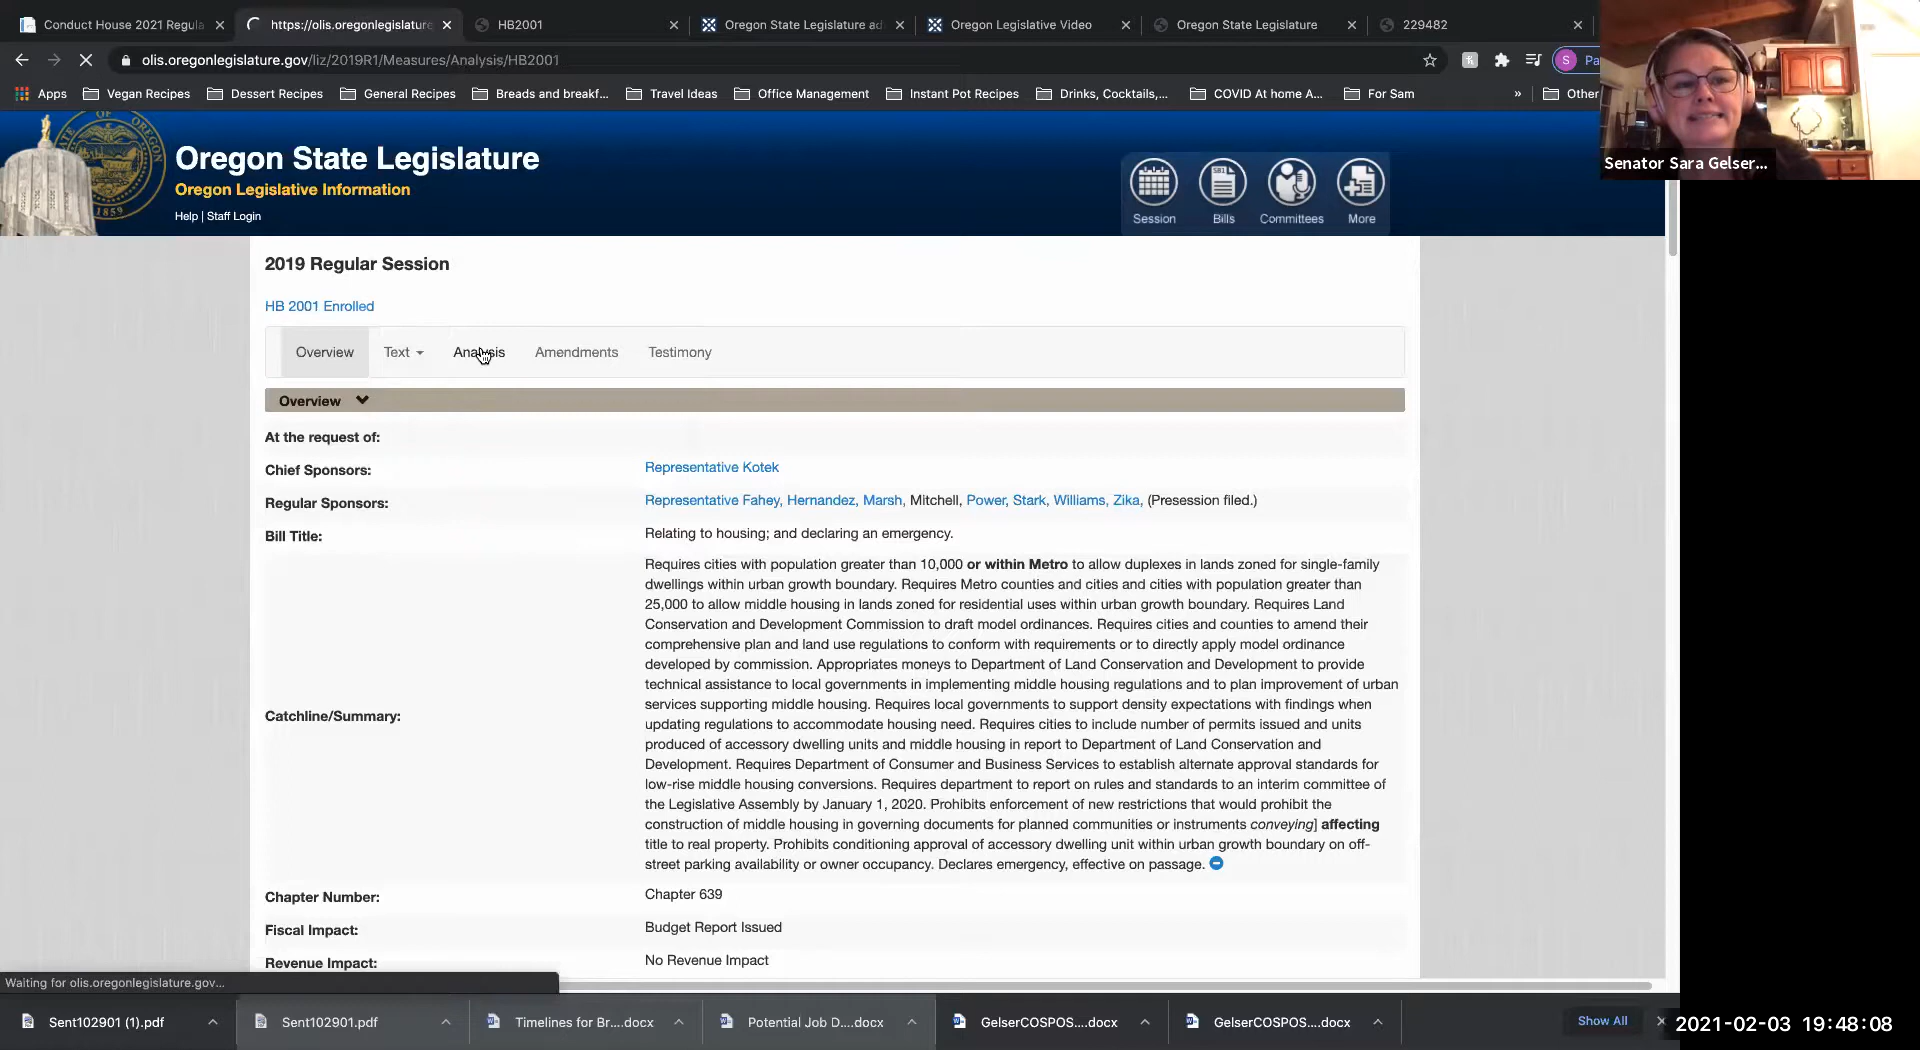 Conduct House 2021 Regula
https://olis.oregonlegislature
HB2001
Oregon State Legislature ad
Oregon Legislative Video
Oregon State Legislature
229482
olis.oregonlegislature.gov/liz/2019R1/Measures/Analysis/HB2001
S
Pa
Apps
Vegan Recipes
Dessert Recipes
General Recipes
Breads and breakf...
Travel Ideas
Office Management
Instant Pot Recipes
Drinks, Cocktails,...
COVID At home A...
For Sam
»
Other
Senator Sara Gelser...
Oregon State Legislature
Oregon Legislative Information
Help | Staff Login
1859
SB1
Session
Bills
Committees
More
2019 Regular Session
HB 2001 Enrolled
Overview
Text
Analysis
Amendments
Testimony
Overview
At the request of:
Chief Sponsors:
Representative Kotek
Regular Sponsors:
Representative Fahey, Hernandez, Marsh, Mitchell, Power, Stark, Williams, Zika, (Presession filed.)
Bill Title:
Relating to housing; and declaring an emergency.
Catchline/Summary:
Requires cities with population greater than 10,000 or within Metro to allow duplexes in lands zoned for single-family
dwellings within urban growth boundary. Requires Metro counties and cities and cities with population greater than
25,000 to allow middle housing in lands zoned for residential uses within urban growth boundary. Requires Land
Conservation and Development Commission to draft model ordinances. Requires cities and counties to amend their
comprehensive plan and land use regulations to conform with requirements or to directly apply model ordinance
developed by commission. Appropriates moneys to Department of Land Conservation and Development to provide
technical assistance to local governments in implementing middle housing regulations and to plan improvement of urban
services supporting middle housing. Requires local governments to support density expectations with findings when
updating regulations to accommodate housing need. Requires cities to include number of permits issued and units
produced of accessory dwelling units and middle housing in report to Department of Land Conservation and
Development. Requires Department of Consumer and Business Services to establish alternate approval standards for
low-rise middle housing conversions. Requires department to report on rules and standards to an interim committee of
the Legislative Assembly by January 1, 2020. Prohibits enforcement of new restrictions that would prohibit the
construction of middle housing in governing documents for planned communities or instruments conveying] affecting
title to real property. Prohibits conditioning approval of accessory dwelling unit within urban growth boundary on off-
street parking availability or owner occupancy. Declares emergency, effective on passage.
Chapter Number:
Chapter 639
Fiscal Impact:
Budget Report Issued
Revenue Impact:
No Revenue Impact
Waiting for olis.oregonlegislature.gov...
Sent102901 (1).pdf
Sent102901.pdf
Timelines for Br....docx
Potential Job D....docx
GelserCOSPOS....docx
GelserCOSPOS....docx
Show All
2021-02-03 19:48:08